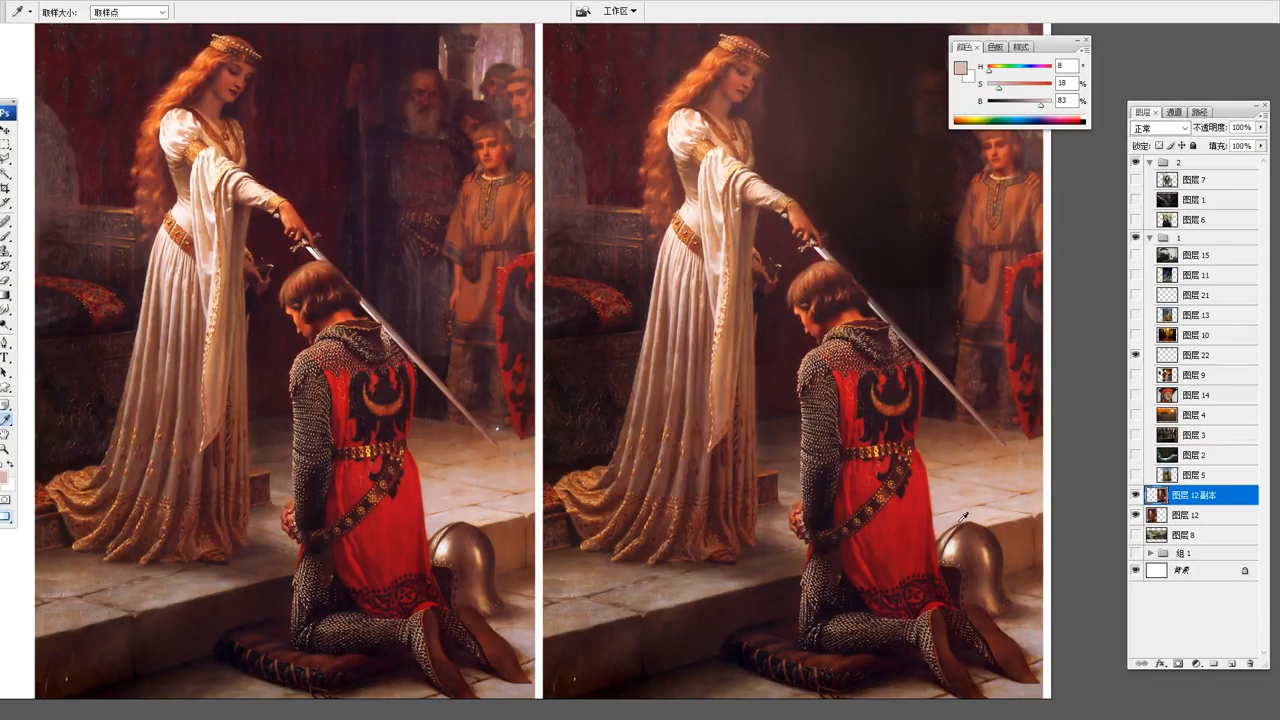 取样大小: 取样点
工作区
颜色 × 色板 样式
H 8 °
S 18 %
B 83 %
Ps
图层 × 通道 路径
正常 不透明度: 100%
锁定: 填充: 100%
2
图层 7
图层 1
图层 6
1
图层 15
图层 11
图层 21
图层 13
图层 10
图层 22
图层 9
图层 14
图层 4
图层 3
图层 2
图层 5
图层 12 副本
图层 12
图层 8
组 1
背景